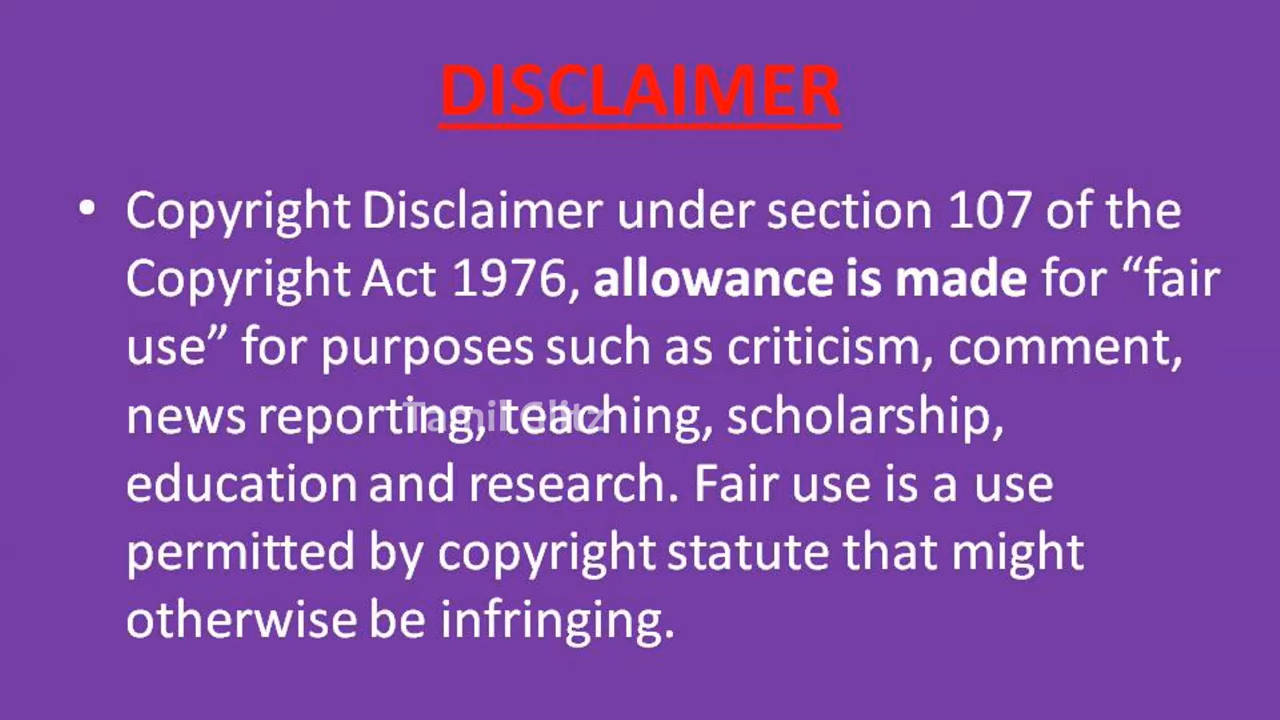 DISCLAIMER
• Copyright Disclaimer under section 107 of the
Copyright Act 1976, allowance is made for “fair
use” for purposes such as criticism, comment,
news reporting, teaching, scholarship,
Tamil Glitz
education and research. Fair use is a use
permitted by copyright statute that might
otherwise be infringing.